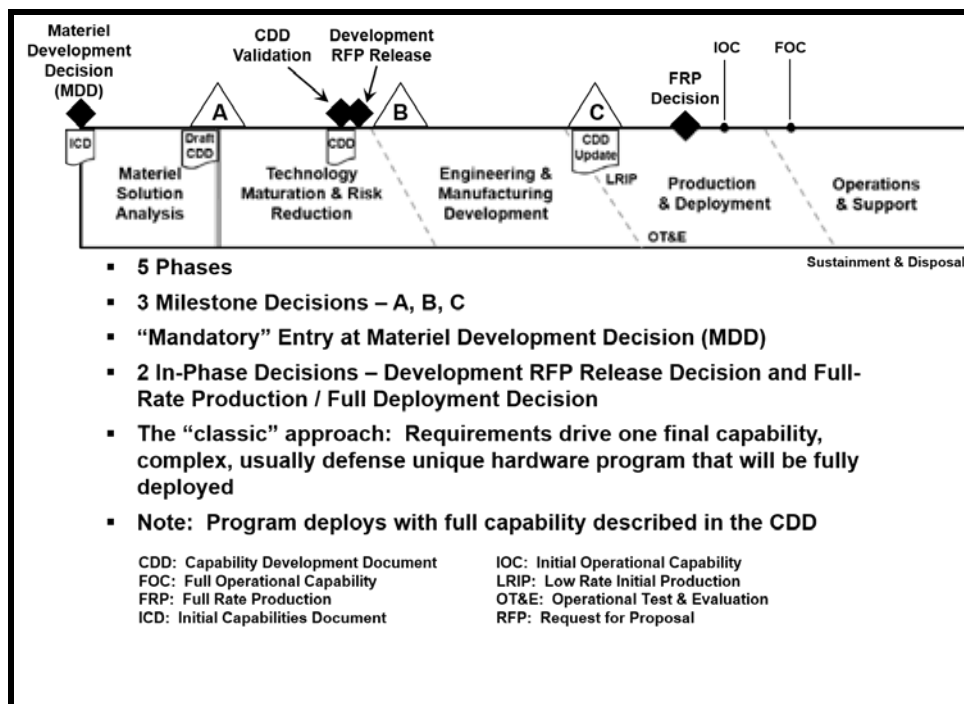 Materiel
Development
Decision
(MDD)
CDD
Validation
Development
RFP Release
IOC
FOC
FRP
Decision
A
B
C
ICD
Draft
CDD
CDD
CDD
Update
LRIP
Materiel
Solution
Analysis
Technology
Maturation & Risk
Reduction
Engineering &
Manufacturing
Development
Production
& Deployment
Operations
& Support
OT&E
Sustainment & Disposal
▪ 5 Phases
▪ 3 Milestone Decisions – A, B, C
▪ “Mandatory” Entry at Materiel Development Decision (MDD)
▪ 2 In-Phase Decisions – Development RFP Release Decision and Full-
Rate Production / Full Deployment Decision
▪ The “classic” approach: Requirements drive one final capability,
complex, usually defense unique hardware program that will be fully
deployed
▪ Note: Program deploys with full capability described in the CDD
CDD: Capability Development Document
FOC: Full Operational Capability
FRP: Full Rate Production
ICD: Initial Capabilities Document
IOC: Initial Operational Capability
LRIP: Low Rate Initial Production
OT&E: Operational Test & Evaluation
RFP: Request for Proposal